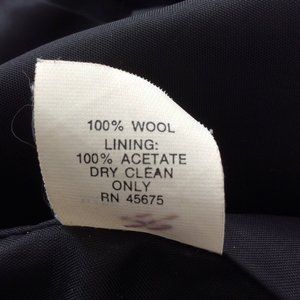 100% WOOL
LINING:
100% ACETATE
DRY CLEAN
ONLY
RN 45675